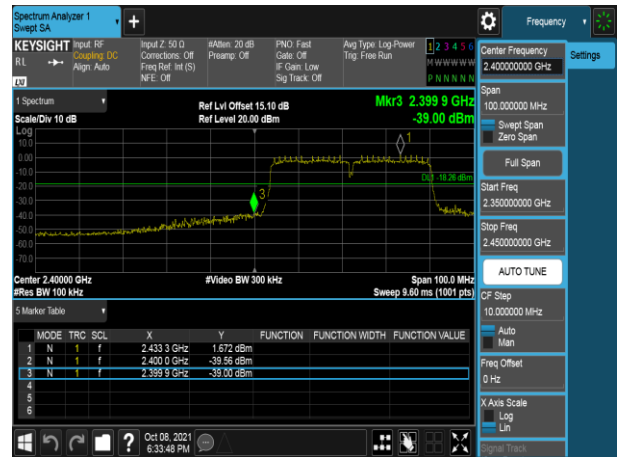 Spectrum Analyzer 1
Swept SA
Frequency
KEYSIGHT
RL
LXI
Input: RF
Coupling: DC
Align: Auto
Input Z: 50 Ω
Corrections: Off
Freq Ref: Int (S)
NFE: Off
#Atten: 20 dB
Preamp: Off
PNO: Fast
Gate: Off
IF Gain: Low
Sig Track: Off
Avg Type: Log-Power
Trig: Free Run
1 2 3 4 5 6
M W W W W W
P N N N N N
Center Frequency
2.400000000 GHz
Settings
Span
100.000000 MHz
Swept Span
Zero Span
Full Span
Start Freq
2.350000000 GHz
Stop Freq
2.450000000 GHz
AUTO TUNE
CF Step
10.000000 MHz
Auto
Man
Freq Offset
0 Hz
X Axis Scale
Log
Lin
Signal Track
1 Spectrum
Scale/Div 10 dB
Ref Lvl Offset 15.10 dB
Ref Level 20.00 dBm
Mkr3 2.399 9 GHz
-39.00 dBm
Log
10.0
0.00
-10.0
-20.0
-30.0
-40.0
-50.0
-60.0
-70.0
1
3
DL1 -18.26 dBm
Center 2.40000 GHz
#Res BW 100 kHz
#Video BW 300 kHz
Span 100.0 MHz
Sweep 9.60 ms (1001 pts)
5 Marker Table
MODE TRC SCL X Y FUNCTION FUNCTION WIDTH FUNCTION VALUE
1 N 1 f 2.433 3 GHz 1.672 dBm
2 N 1 f 2.400 0 GHz -39.56 dBm
3 N 1 f 2.399 9 GHz -39.00 dBm
4
5
6
?
Oct 08, 2021
6:33:48 PM